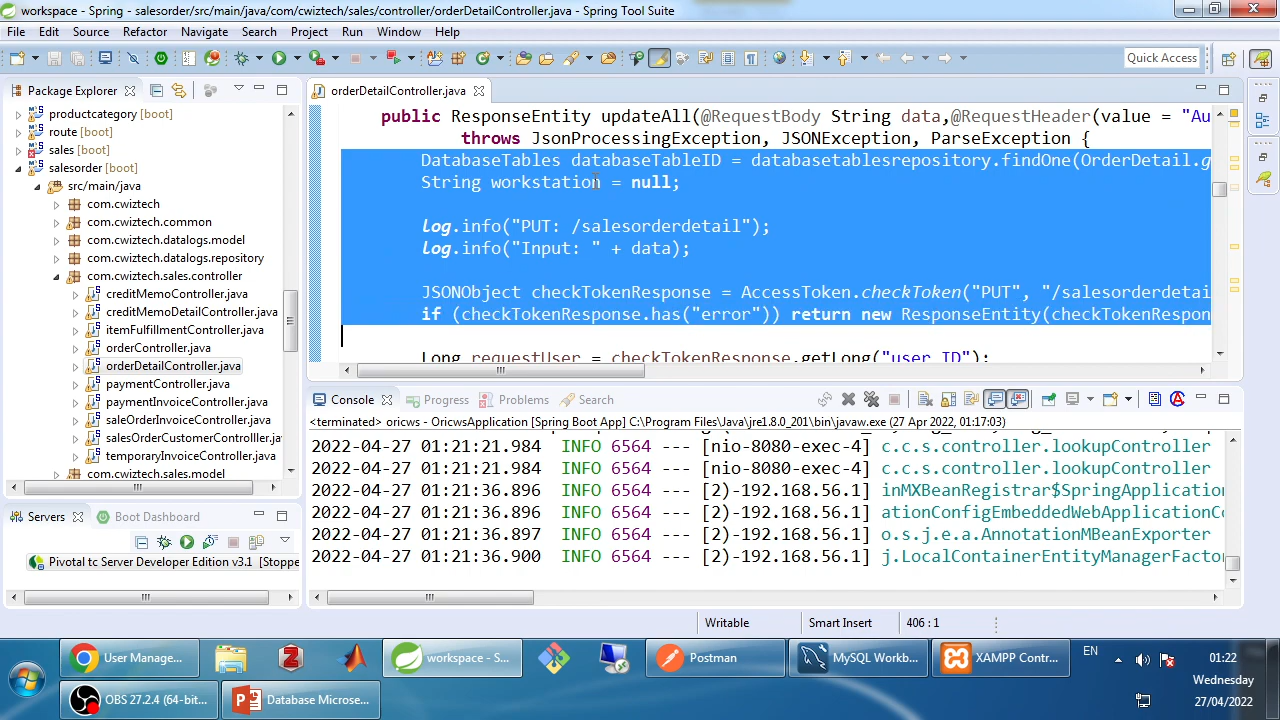 workspace - Spring - salesorder/src/main/java/com/cwiztech/sales/controller/orderDetailController.java - Spring Tool Suite
File Edit Source Refactor Navigate Search Project Run Window Help
Quick Access
Package Explorer
orderDetailController.java
productcategory [boot]
route [boot]
sales [boot]
salesorder [boot]
src/main/java
com.cwiztech
com.cwiztech.common
com.cwiztech.datalogs.model
com.cwiztech.datalogs.repository
com.cwiztech.sales.controller
creditMemoController.java
creditMemoDetailController.java
itemFulfillmentController.java
orderController.java
orderDetailController.java
paymentController.java
paymentInvoiceController.java
saleOrderInvoiceController.java
salesOrderCustomerControlller.ja
temporaryInvoiceController.java
com.cwiztech.sales.model
public ResponseEntity updateAll(@RequestBody String data,@RequestHeader(value = "Au
throws JsonProcessingException, JSONException, ParseException {
DatabaseTables databaseTableID = databasetablesrepository.findOne(OrderDetail.g
String workstation = null;
log.info("PUT: /salesorderdetail");
log.info("Input: " + data);
JSONObject checkTokenResponse = AccessToken.checkToken("PUT", "/salesorderdetai
if (checkTokenResponse.has("error")) return new ResponseEntity(checkTokenRespon
Long requestUser = checkTokenResponse.getLong("user_ID");
Console Progress Problems Search
<terminated> oricws - OricwsApplication [Spring Boot App] C:\Program Files\Java\jre1.8.0_201\bin\javaw.exe (27 Apr 2022, 01:17:03)
2022-04-27 01:21:21.984 INFO 6564 --- [nio-8080-exec-4] c.c.s.controller.lookupController
2022-04-27 01:21:21.984 INFO 6564 --- [nio-8080-exec-4] c.c.s.controller.lookupController
2022-04-27 01:21:36.896 INFO 6564 --- [2)-192.168.56.1] inMXBeanRegistrar$SpringApplication
2022-04-27 01:21:36.896 INFO 6564 --- [2)-192.168.56.1] ationConfigEmbeddedWebApplicationCo
2022-04-27 01:21:36.897 INFO 6564 --- [2)-192.168.56.1] o.s.j.e.a.AnnotationMBeanExporter
2022-04-27 01:21:36.900 INFO 6564 --- [2)-192.168.56.1] j.LocalContainerEntityManagerFactor
Servers Boot Dashboard
Pivotal tc Server Developer Edition v3.1 [Stoppe
Writable Smart Insert 406 : 1
User Manage...
workspace - S...
Postman
MySQL Workb...
XAMPP Contr...
EN
01:22
Wednesday
27/04/2022
OBS 27.2.4 (64-bit...
Database Microse...